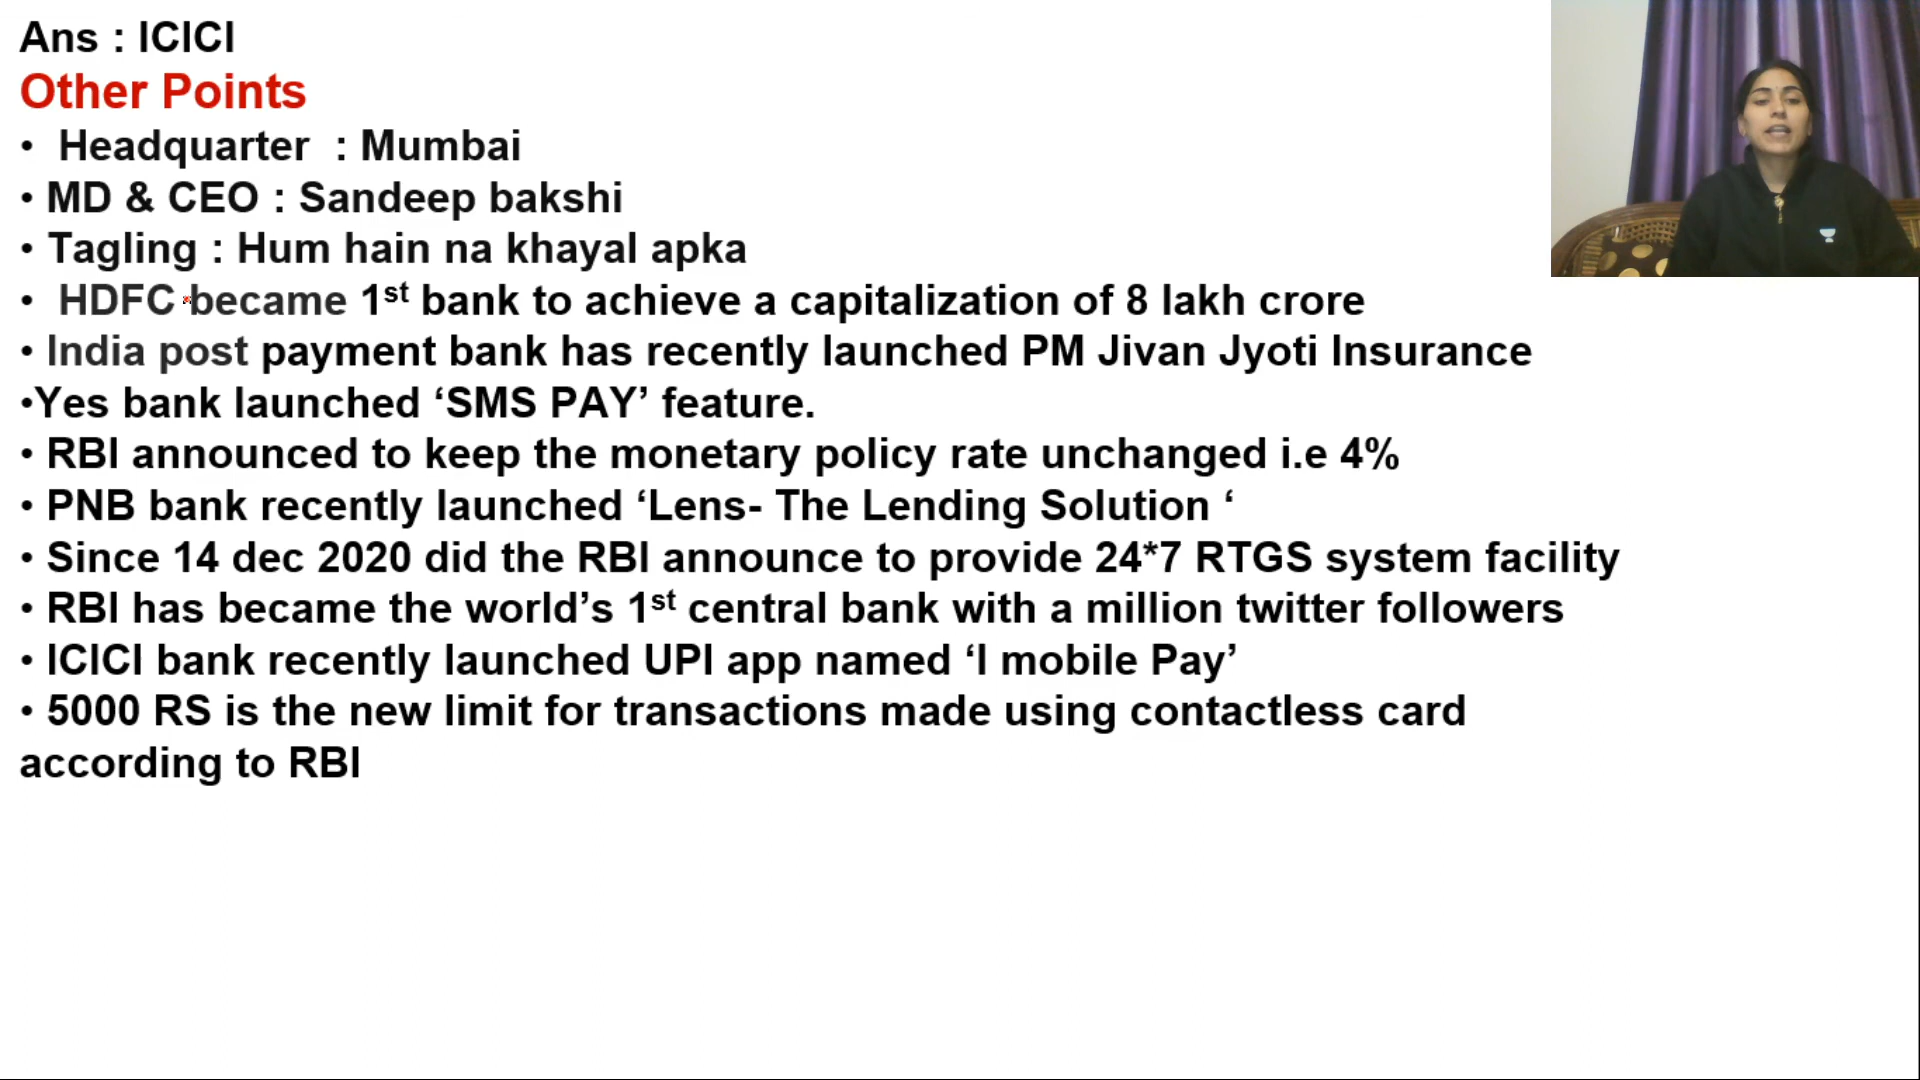 Ans : ICICI
Other Points
• Headquarter : Mumbai
• MD & CEO : Sandeep bakshi
• Tagling : Hum hain na khayal apka
• HDFC became 1st bank to achieve a capitalization of 8 lakh crore
• India post payment bank has recently launched PM Jivan Jyoti Insurance
•Yes bank launched ‘SMS PAY’ feature.
• RBI announced to keep the monetary policy rate unchanged i.e 4%
• PNB bank recently launched ‘Lens- The Lending Solution ‘
• Since 14 dec 2020 did the RBI announce to provide 24*7 RTGS system facility
• RBI has became the world’s 1st central bank with a million twitter followers
• ICICI bank recently launched UPI app named ‘I mobile Pay’
• 5000 RS is the new limit for transactions made using contactless card
according to RBI